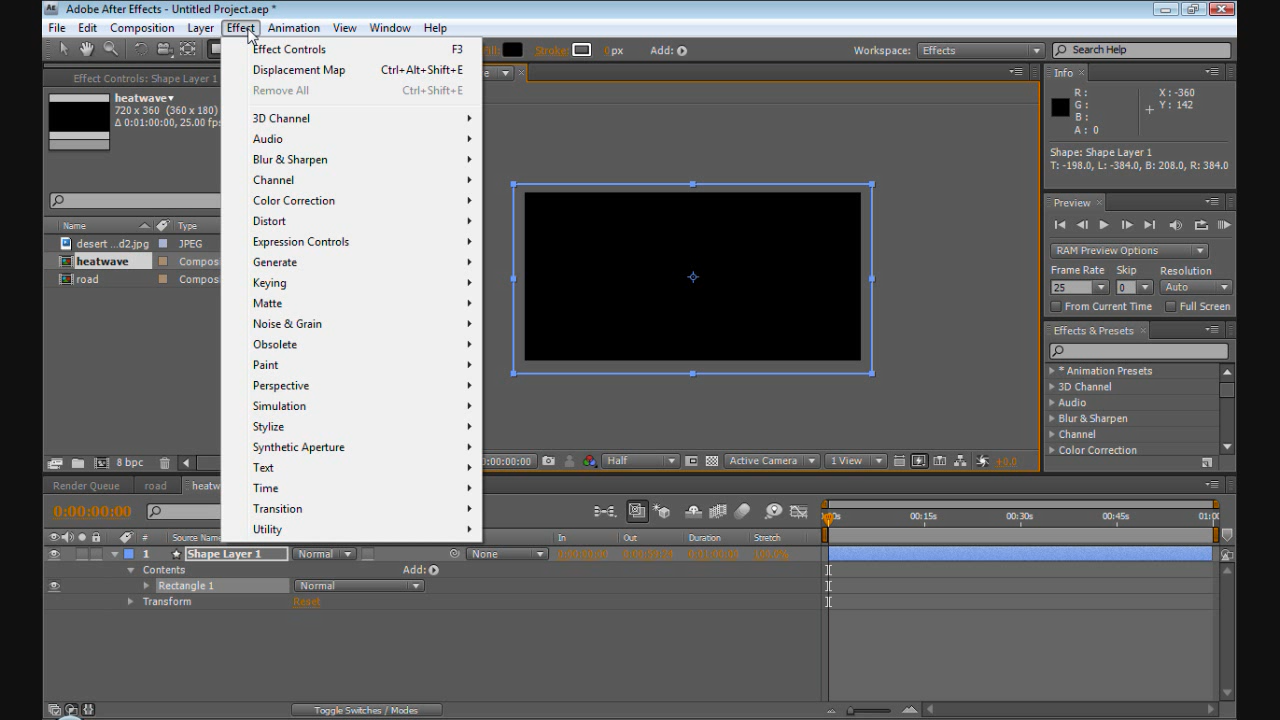 Adobe After Effects - Untitled Project.aep *
File Edit Composition Layer Effect Animation View Window Help
Fill: Stroke: 0 px Add: Workspace: Effects Search Help
Effect Controls F3
Displacement Map Ctrl+Alt+Shift+E
Remove All Ctrl+Shift+E
3D Channel
Audio
Blur & Sharpen
Channel
Color Correction
Distort
Expression Controls
Generate
Keying
Matte
Noise & Grain
Obsolete
Paint
Perspective
Simulation
Stylize
Synthetic Aperture
Text
Time
Transition
Utility
Effect Controls: Shape Layer 1
heatwave
720 x 360 (360 x 180)
Δ 0:01:00:00, 25.00 fps
Name Type
desert ...d2.jpg JPEG
heatwave Compos
road Compos
8 bpc
0:00:00:00 Half Active Camera 1 View +0.0
Info
R : X : -360
G : Y : 142
B :
A : 0
Shape: Shape Layer 1
T: -198.0, L: -384.0, B: 208.0, R: 384.0
Preview
RAM Preview Options
Frame Rate Skip Resolution
25 0 Auto
From Current Time Full Screen
Effects & Presets
* Animation Presets
3D Channel
Audio
Blur & Sharpen
Channel
Color Correction
Render Queue road heatw
0:00:00:00
00:15s 00:30s 00:45s 01:00
# Source Name In Out Duration Stretch
1 Shape Layer 1 Normal None 0:00:00:00 0:00:59:24 0:01:00:00 100.0%
Contents Add:
Rectangle 1 Normal
Transform Reset
Toggle Switches / Modes